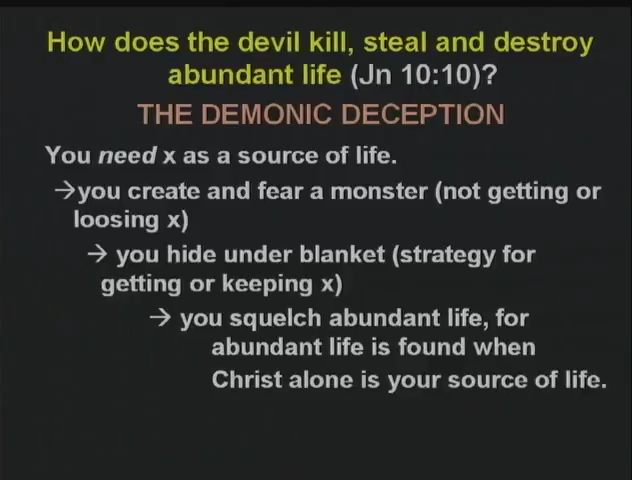 How does the devil kill, steal and destroy
abundant life (Jn 10:10)?
THE DEMONIC DECEPTION
You need x as a source of life.
→you create and fear a monster (not getting or
loosing x)
→ you hide under blanket (strategy for
getting or keeping x)
→ you squelch abundant life, for
abundant life is found when
Christ alone is your source of life.